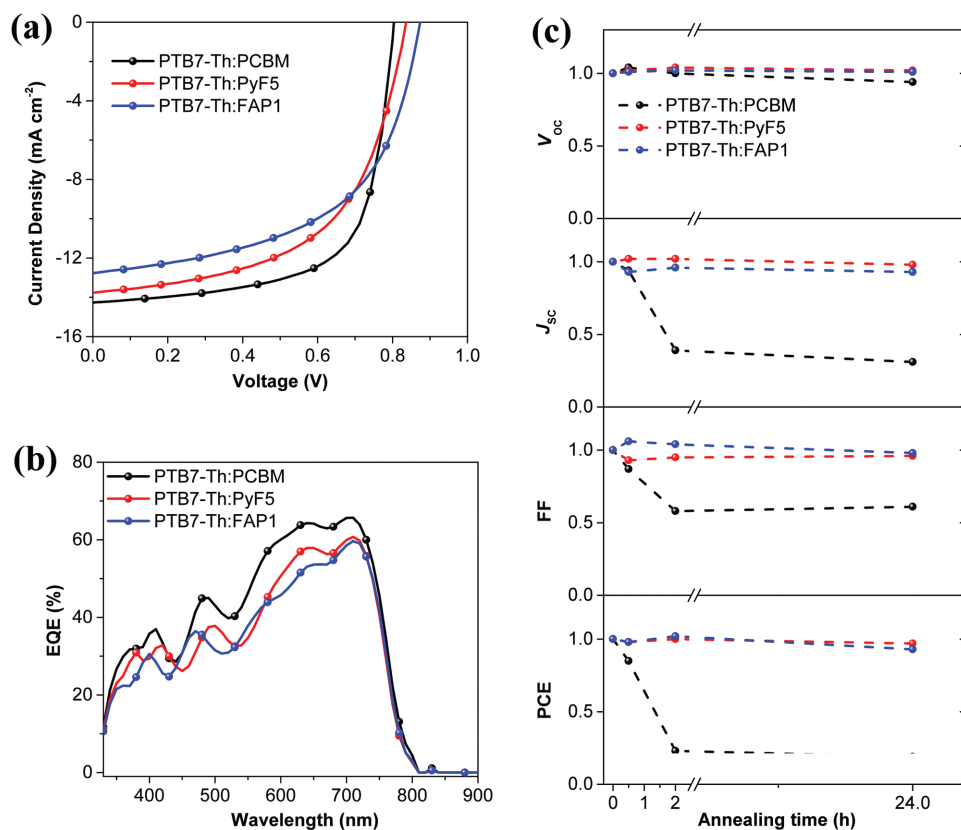 (a)
0
-4
-8
-12
-16
Current Density (mA cm⁻²)
PTB7-Th:PCBM
PTB7-Th:PyF5
PTB7-Th:FAP1
0.0 0.2 0.4 0.6 0.8 1.0
Voltage (V)
(b)
80
60
40
20
0
EQE (%)
PTB7-Th:PCBM
PTB7-Th:PyF5
PTB7-Th:FAP1
400 500 600 700 800 900
Wavelength (nm)
(c)
1.0
0.5
0.0
Voc
PTB7-Th:PCBM
PTB7-Th:PyF5
PTB7-Th:FAP1
1.0
0.5
0.0
Jsc
1.0
0.5
0.0
FF
1.0
0.5
0.0
PCE
0 0.5 1 2 24.0
Annealing time (h)